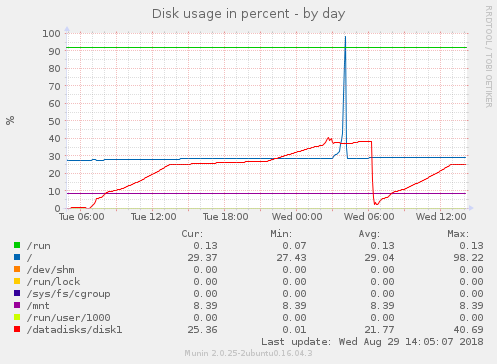 Disk usage in percent - by day
RRDTOOL / TOBI OETIKER
%
100
90
80
70
60
50
40
30
20
10
0
Tue 06:00 Tue 12:00 Tue 18:00 Wed 00:00 Wed 06:00 Wed 12:00
Cur: Min: Avg: Max:
/run 0.13 0.07 0.13 0.13
/ 29.37 27.43 29.04 98.22
/dev/shm 0.00 0.00 0.00 0.00
/run/lock 0.00 0.00 0.00 0.00
/sys/fs/cgroup 0.00 0.00 0.00 0.00
/mnt 8.39 8.39 8.39 8.39
/run/user/1000 0.00 0.00 0.00 0.00
/datadisks/disk1 25.36 0.01 21.77 40.69
Last update: Wed Aug 29 14:05:07 2018
Munin 2.0.25-2ubuntu0.16.04.3